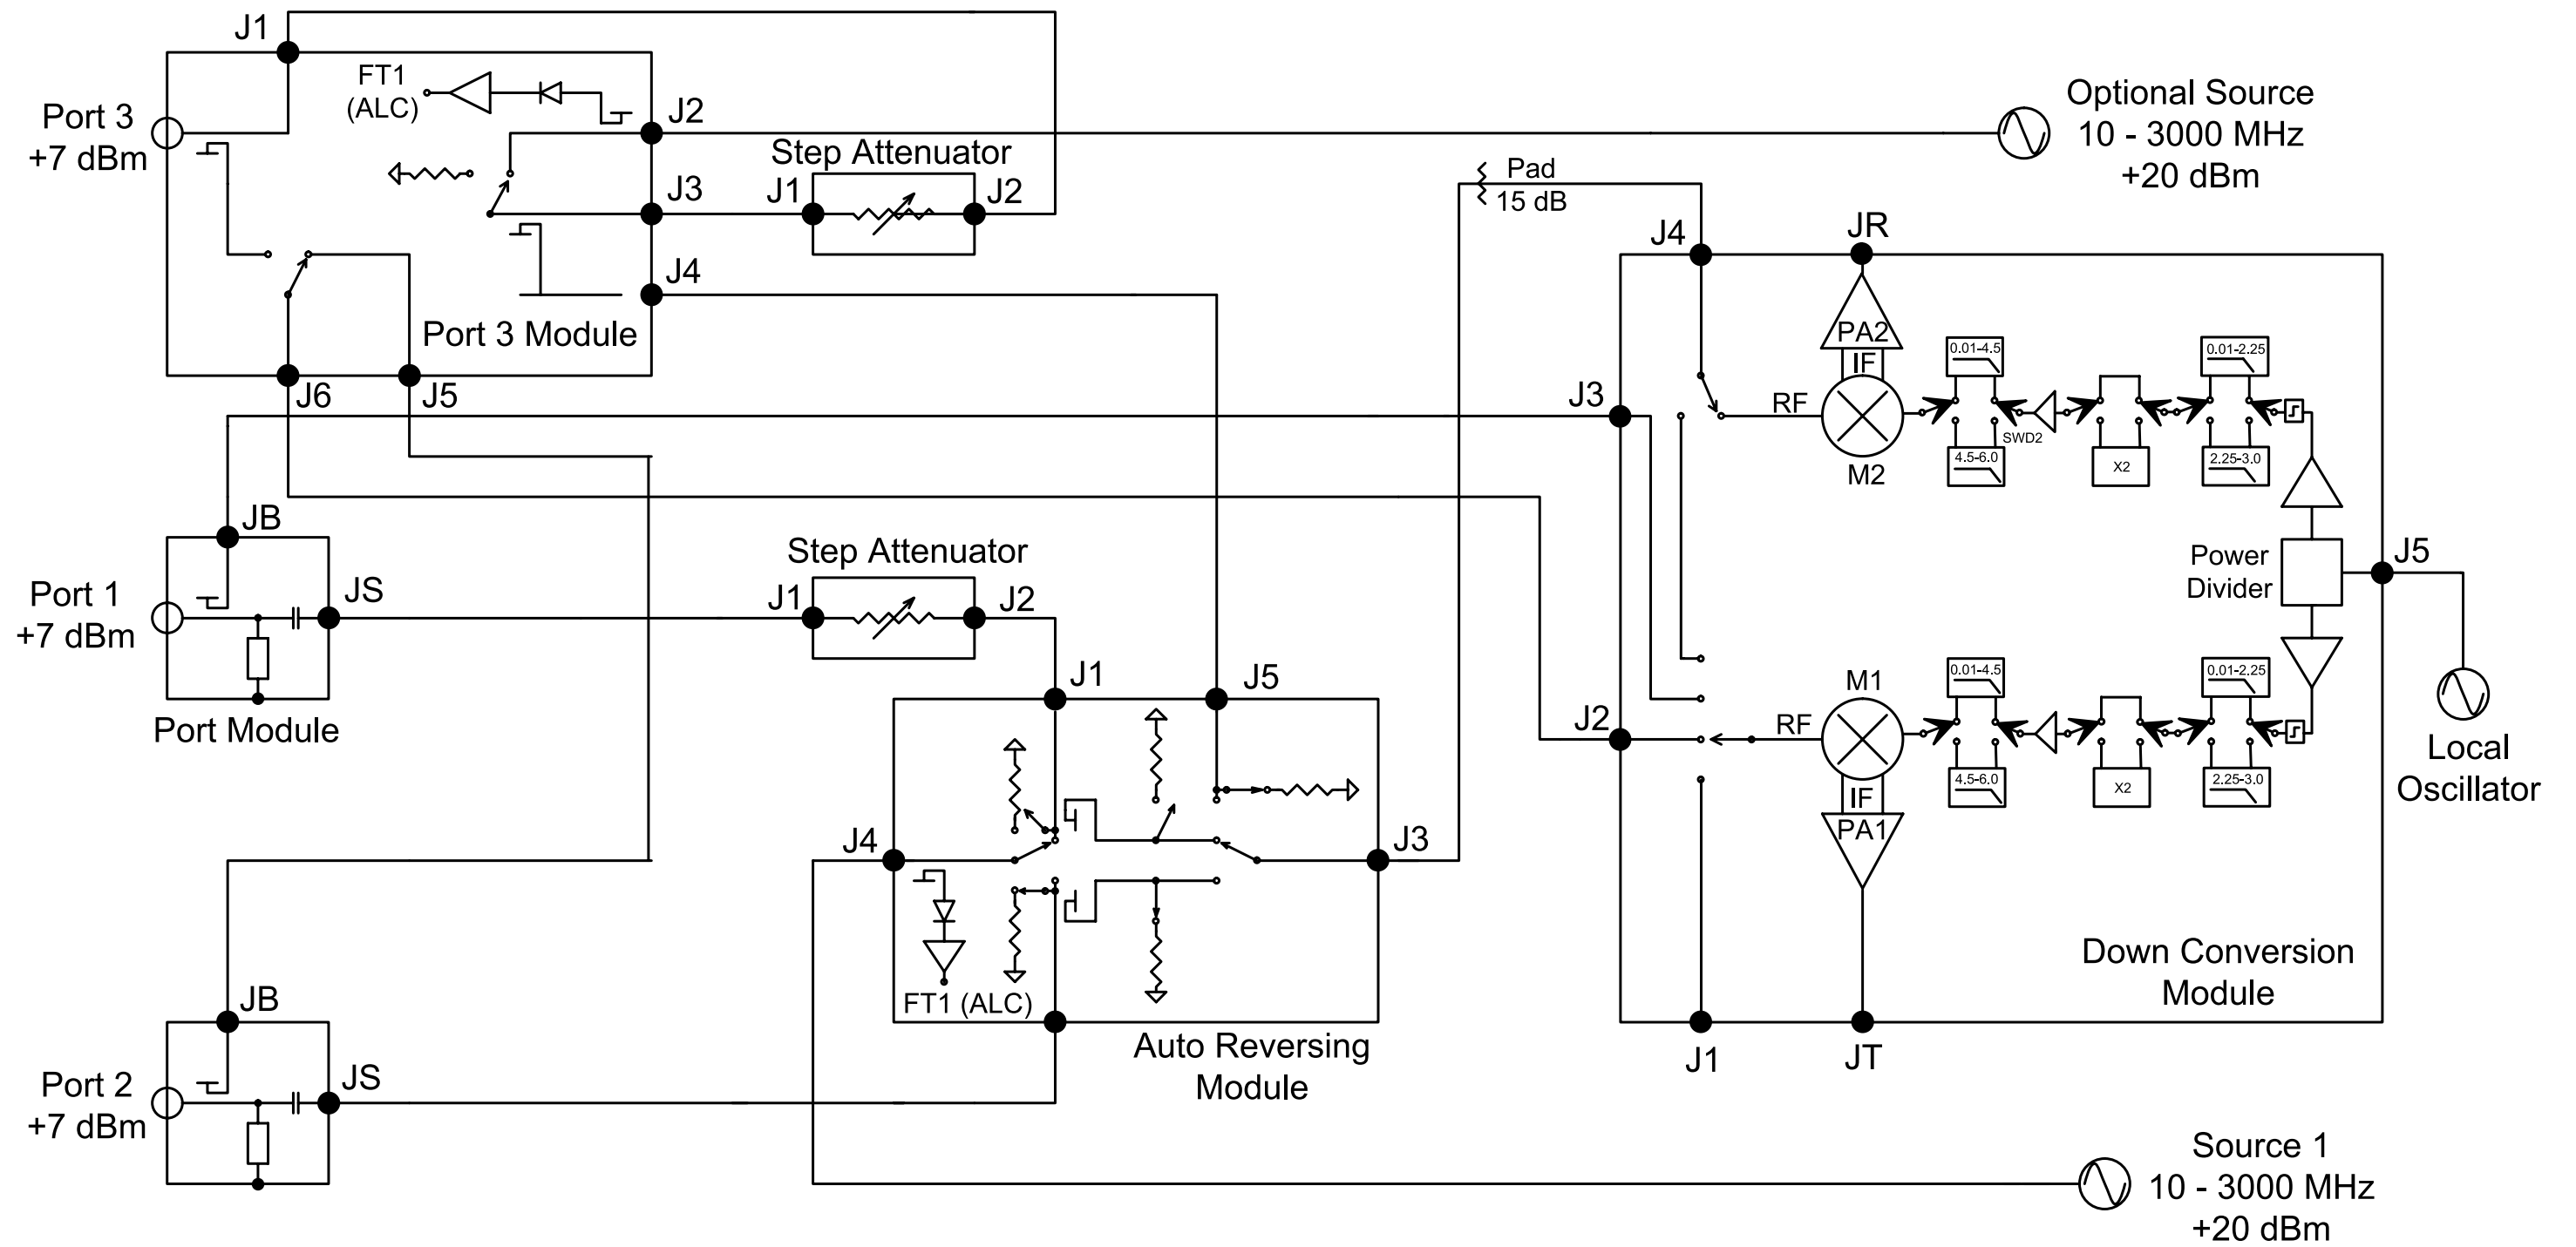 J1
FT1
(ALC)
Port 3
+7 dBm
J2
J3
J4
Port 3 Module
J6
J5
Step Attenuator
J1
J2
Optional Source
10 - 3000 MHz
+20 dBm
Pad
15 dB
J4
JR
PA2
IF
RF
M2
0.01-4.5
4.5-6.0
SWD2
X2
0.01-2.25
2.25-3.0
J3
J2
Power
Divider
J5
Local
Oscillator
M1
RF
IF
PA1
0.01-4.5
4.5-6.0
X2
0.01-2.25
2.25-3.0
Down Conversion
Module
J1
JT
JB
Port 1
+7 dBm
JS
Port Module
Step Attenuator
J1
J2
J1
J5
J4
J3
FT1 (ALC)
Auto Reversing
Module
JB
Port 2
+7 dBm
JS
Source 1
10 - 3000 MHz
+20 dBm